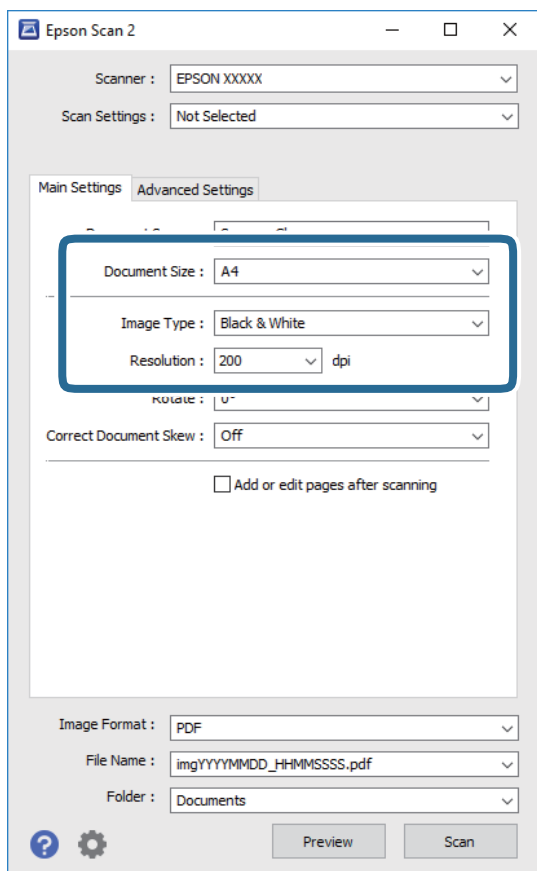 Epson Scan 2
Scanner : EPSON XXXXX
Scan Settings : Not Selected
Main Settings Advanced Settings
Document Size : A4
Image Type : Black & White
Resolution : 200 dpi
Rotate : 0°
Correct Document Skew : Off
Add or edit pages after scanning
Image Format : PDF
File Name : imgYYYYMMDD_HHMMSSSS.pdf
Folder : Documents
?
Preview Scan